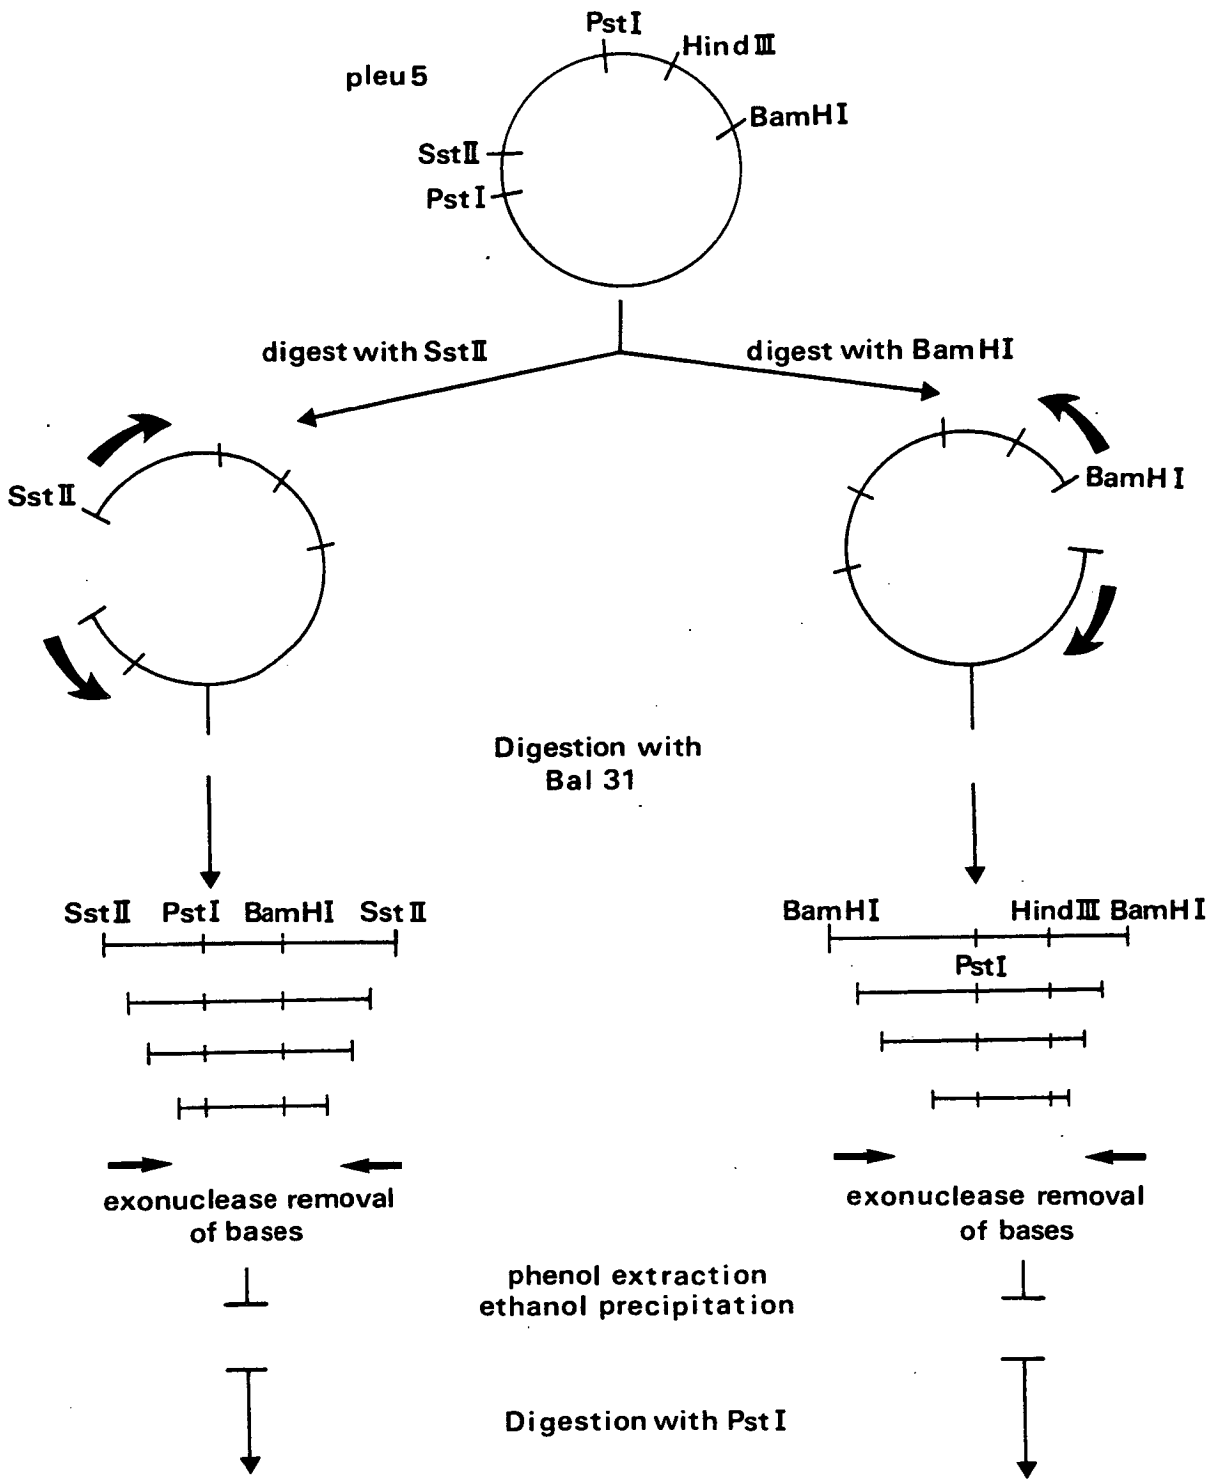 PstI
HindIII
pleu5
BamHI
SstII
PstI
digest with SstII
digest with BamHI
SstII
BamHI
Digestion with
Bal 31
SstII PstI BamHI SstII
BamHI HindIII BamHI
PstI
exonuclease removal
of bases
exonuclease removal
of bases
phenol extraction
ethanol precipitation
Digestion with PstI